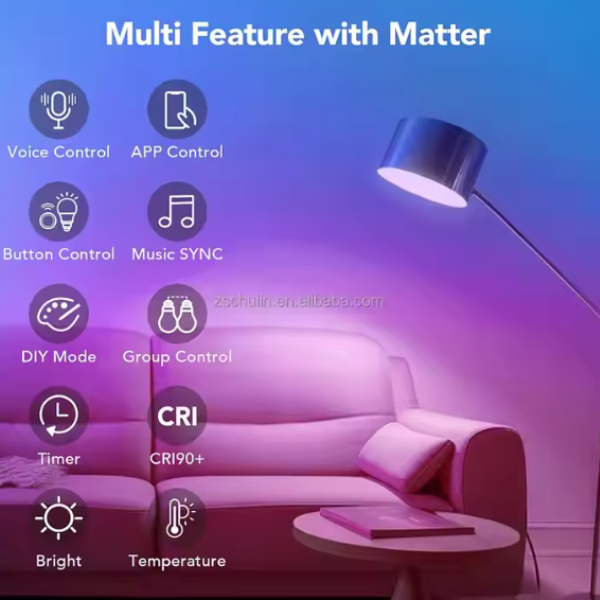 Multi Feature with Matter
Voice Control
APP Control
Button Control
Music SYNC
zschulin.en.alibaba.com
DIY Mode
Group Control
Timer
CRI
CRI90+
Bright
Temperature